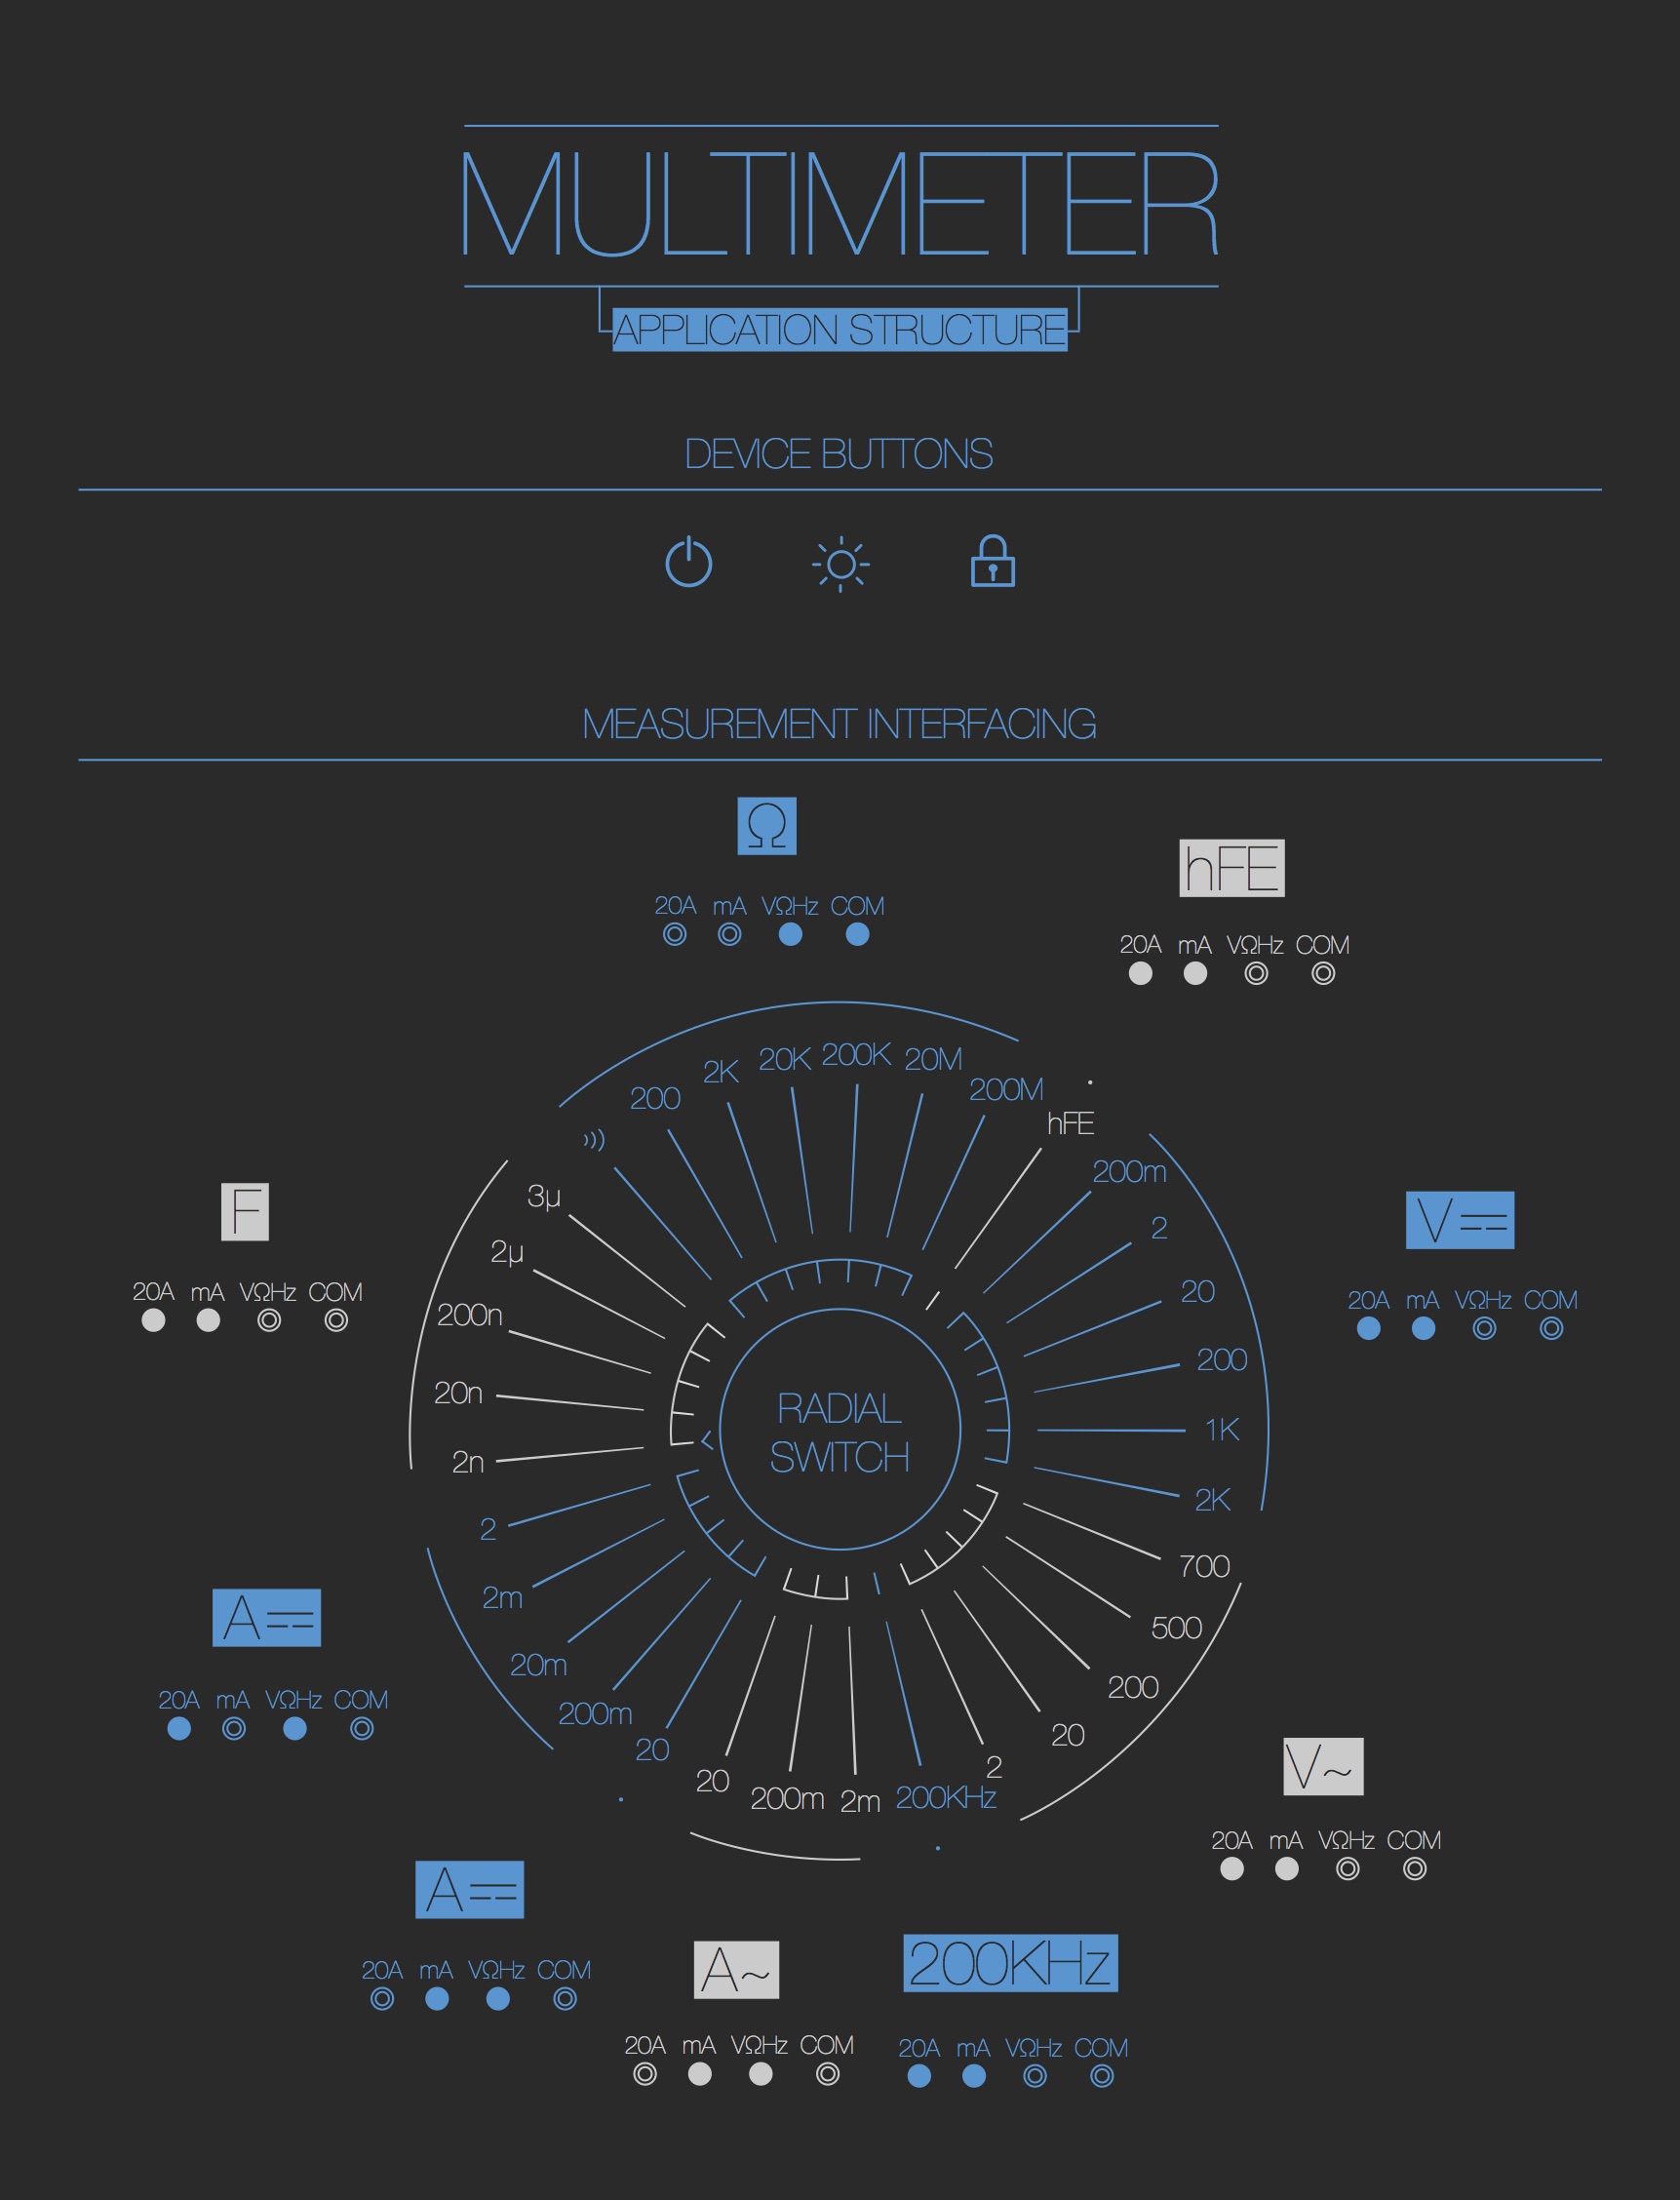 MULTIMETER
APPLICATION STRUCTURE
DEVICE BUTTONS
MEASUREMENT INTERFACING
Ω
20A mA VΩHz COM
hFE
20A mA VΩHz COM
200
2K
20K
200K
20M
200M
hFE
200m
2
20
200
1K
2K
700
500
200
20
2
200KHz
2m
200m
20
20
200m
20m
2m
2
2n
20n
200n
2µ
3µ
RADIAL
SWITCH
F
20A mA VΩHz COM
V⎓
20A mA VΩHz COM
A⎓
20A mA VΩHz COM
V~
20A mA VΩHz COM
A⎓
20A mA VΩHz COM
A~
20A mA VΩHz COM
200KHz
20A mA VΩHz COM